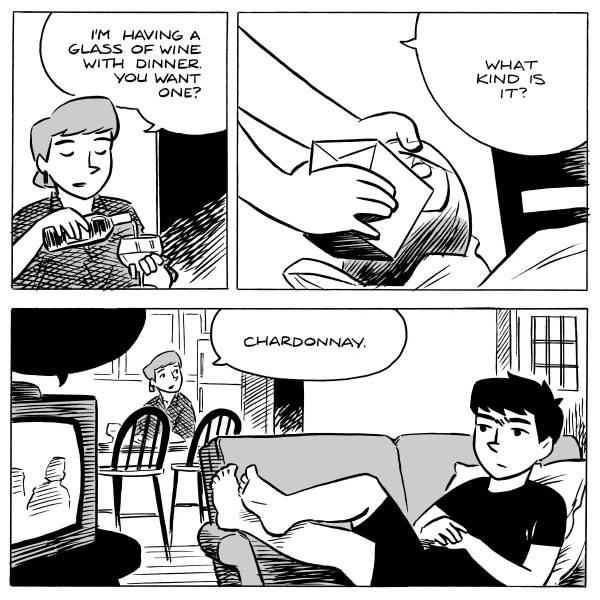 I'M HAVING A
GLASS OF WINE
WITH DINNER.
YOU WANT
ONE?
WHAT
KIND IS
IT?
CHARDONNAY.